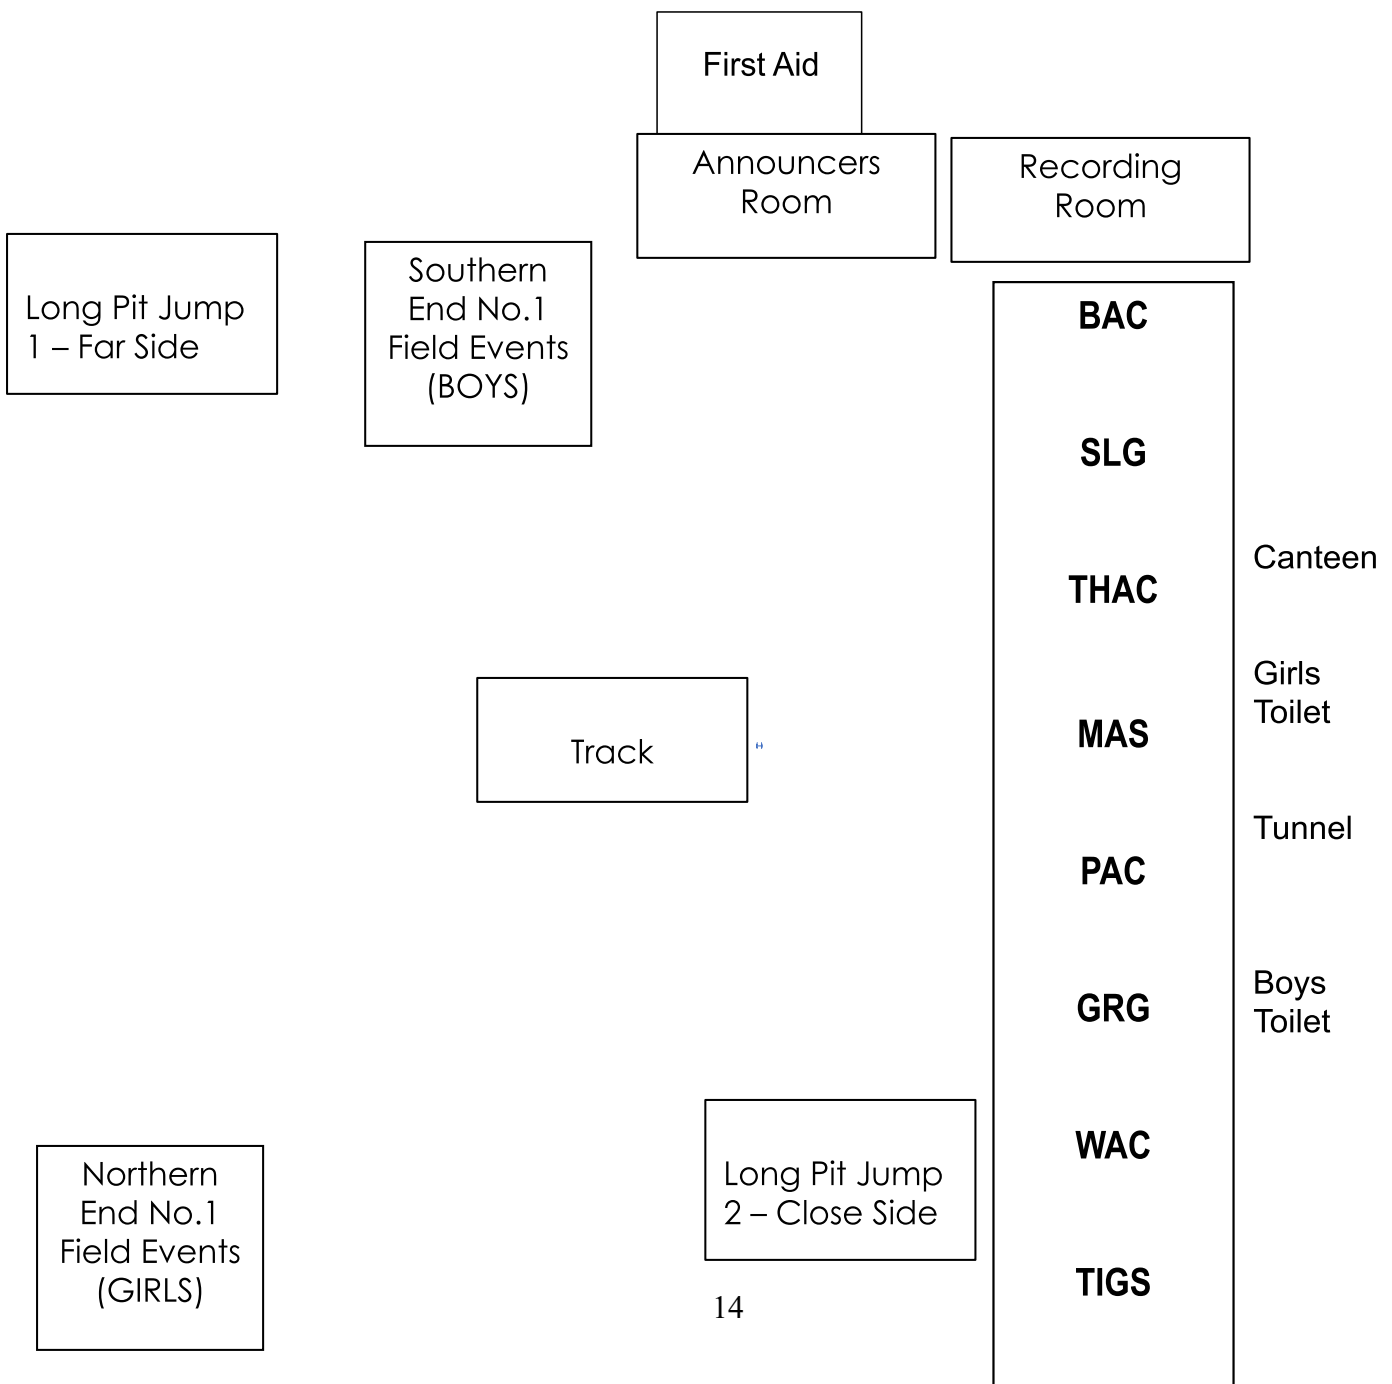 First Aid
Announcers
Room
Recording
Room
Long Pit Jump
1 – Far Side
Southern
End No.1
Field Events
(BOYS)
BAC
SLG
THAC
MAS
PAC
GRG
WAC
TIGS
Canteen
Girls
Toilet
Tunnel
Boys
Toilet
Track
Northern
End No.1
Field Events
(GIRLS)
Long Pit Jump
2 – Close Side
14